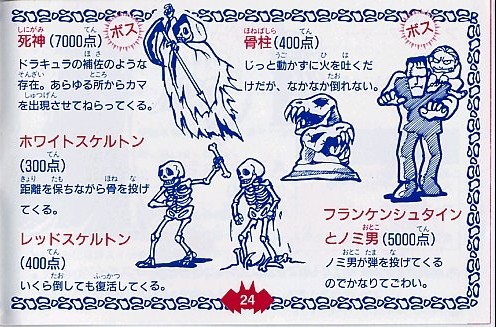 死神(7000点)
ボス
ドラキュラの補佐のような
存在。あらゆる所からカマ
を出現させてねらってくる。
骨柱(400点)
じっと動かずに火を吐くだ
けだが、なかなか倒れない。
ボス
ホワイトスケルトン
(300点)
距離を保ちながら骨を投げ
てくる。
レッドスケルトン
(400点)
いくら倒しても復活してくる。
フランケンシュタイン
とノミ男(5000点)
ノミ男が弾を投げてくる
のでかなりてごわい。
24